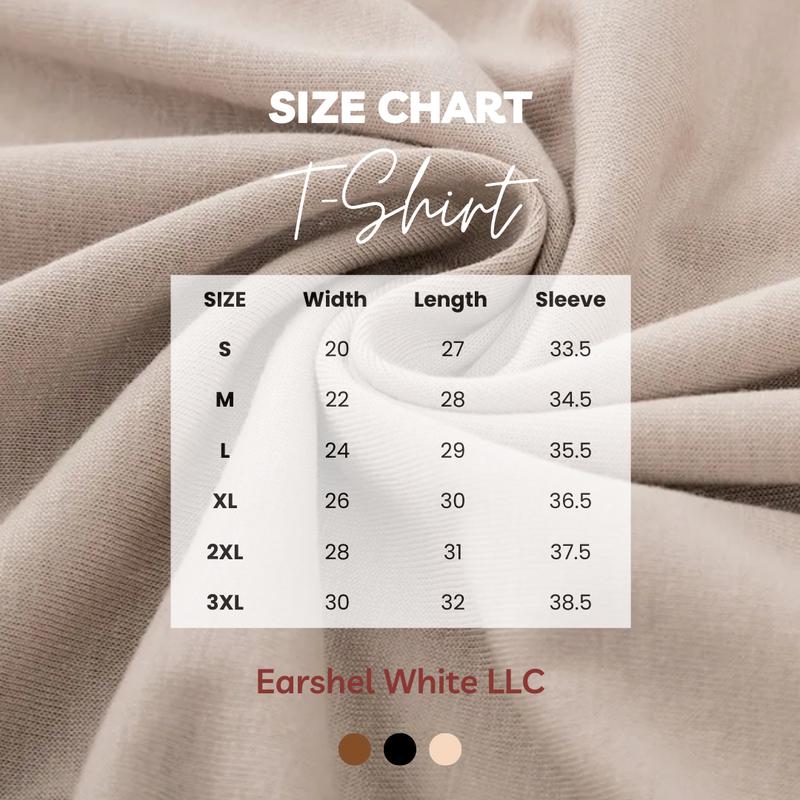 SIZE CHART
T-Shirt
SIZE Width Length Sleeve
S 20 27 33.5
M 22 28 34.5
L 24 29 35.5
XL 26 30 36.5
2XL 28 31 37.5
3XL 30 32 38.5
Earshel White LLC